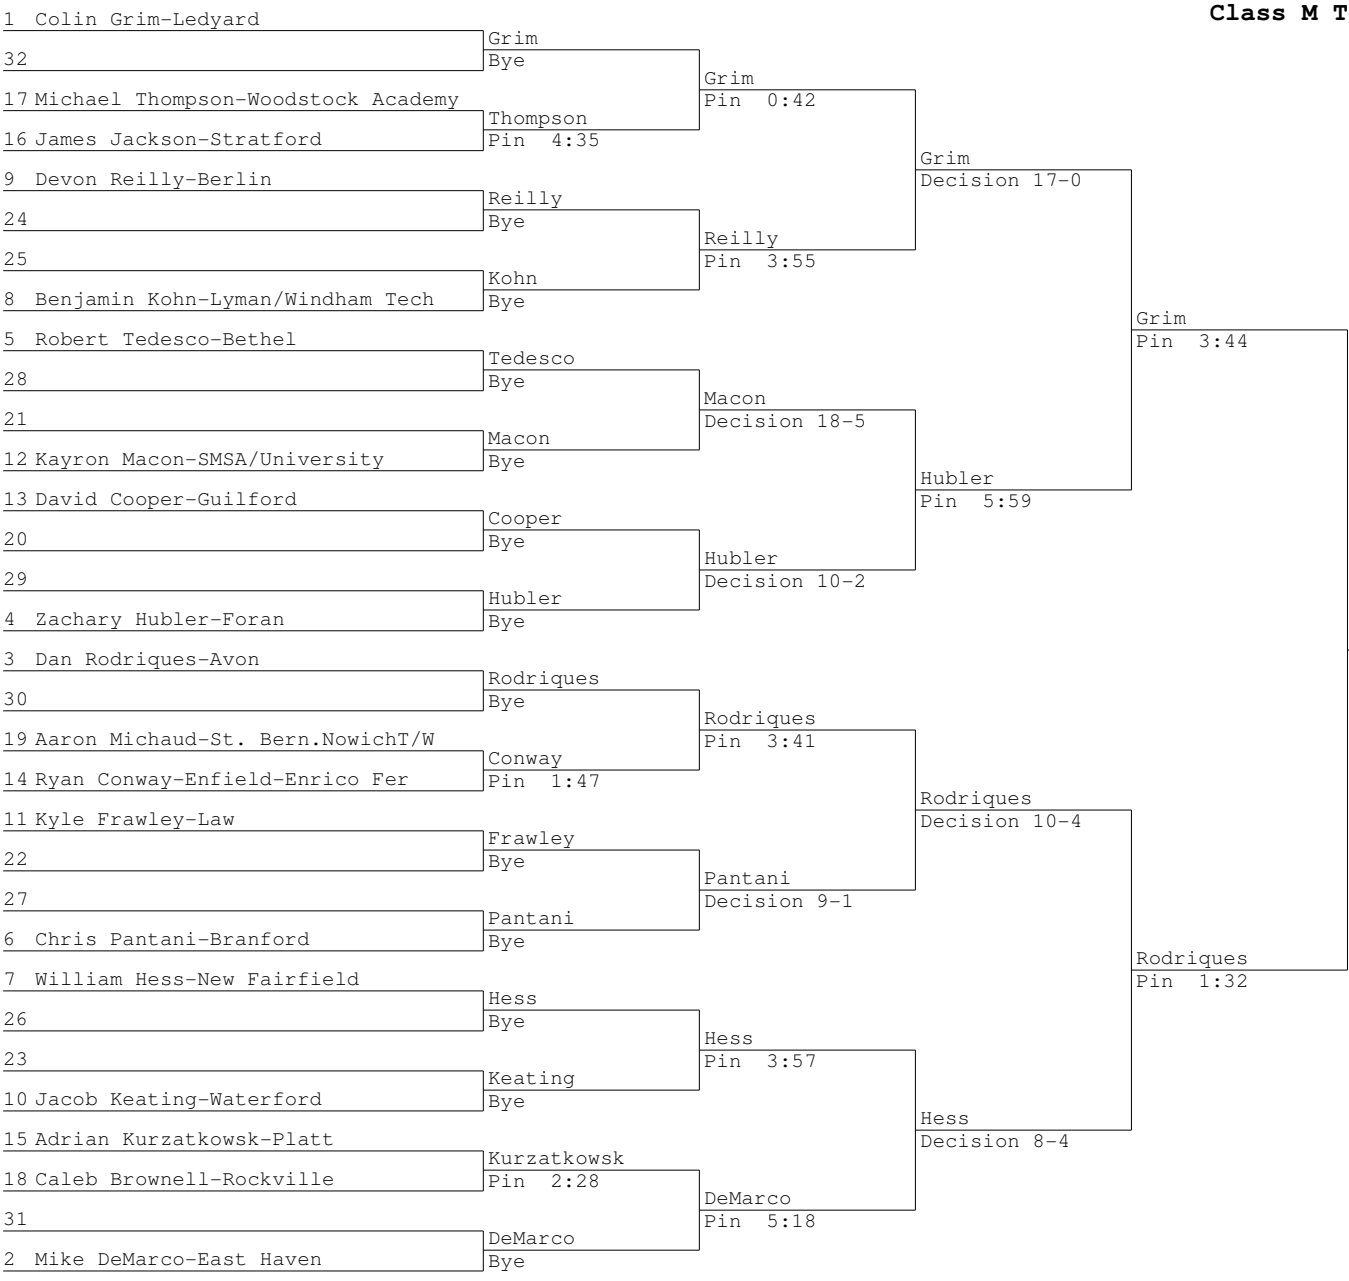 Class M T
1 Colin Grim-Ledyard
32
17 Michael Thompson-Woodstock Academy
16 James Jackson-Stratford
9 Devon Reilly-Berlin
24
25
8 Benjamin Kohn-Lyman/Windham Tech
5 Robert Tedesco-Bethel
28
21
12 Kayron Macon-SMSA/University
13 David Cooper-Guilford
20
29
4 Zachary Hubler-Foran
3 Dan Rodriques-Avon
30
19 Aaron Michaud-St. Bern.NowichT/W
14 Ryan Conway-Enfield-Enrico Fer
11 Kyle Frawley-Law
22
27
6 Chris Pantani-Branford
7 William Hess-New Fairfield
26
23
10 Jacob Keating-Waterford
15 Adrian Kurzatkowsk-Platt
18 Caleb Brownell-Rockville
31
2 Mike DeMarco-East Haven
Grim
Bye
Thompson
Pin 4:35
Reilly
Bye
Kohn
Bye
Tedesco
Bye
Macon
Bye
Cooper
Bye
Hubler
Bye
Rodriques
Bye
Conway
Pin 1:47
Frawley
Bye
Pantani
Bye
Hess
Bye
Keating
Bye
Kurzatkowsk
Pin 2:28
DeMarco
Bye
Grim
Pin 0:42
Reilly
Pin 3:55
Macon
Decision 18-5
Hubler
Decision 10-2
Rodriques
Pin 3:41
Pantani
Decision 9-1
Hess
Pin 3:57
DeMarco
Pin 5:18
Grim
Decision 17-0
Hubler
Pin 5:59
Rodriques
Decision 10-4
Hess
Decision 8-4
Grim
Pin 3:44
Rodriques
Pin 1:32